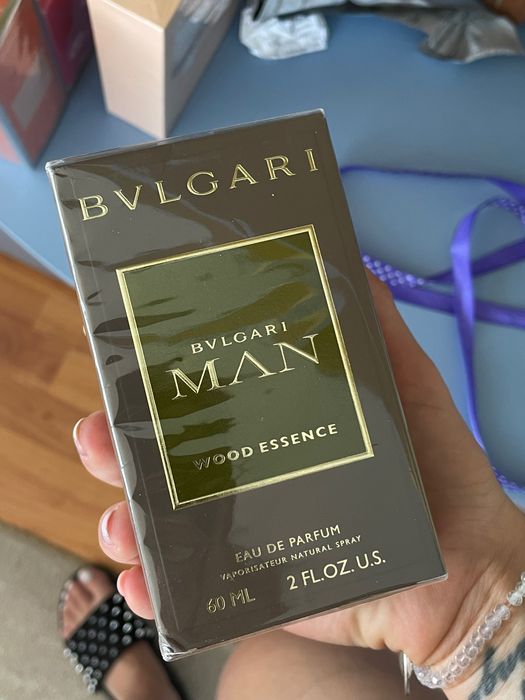 BVLGARI
BVLGARI
MAN
WOOD ESSENCE
EAU DE PARFUM
VAPORISATEUR NATURAL SPRAY
60 ML 2 FL.OZ. U.S.